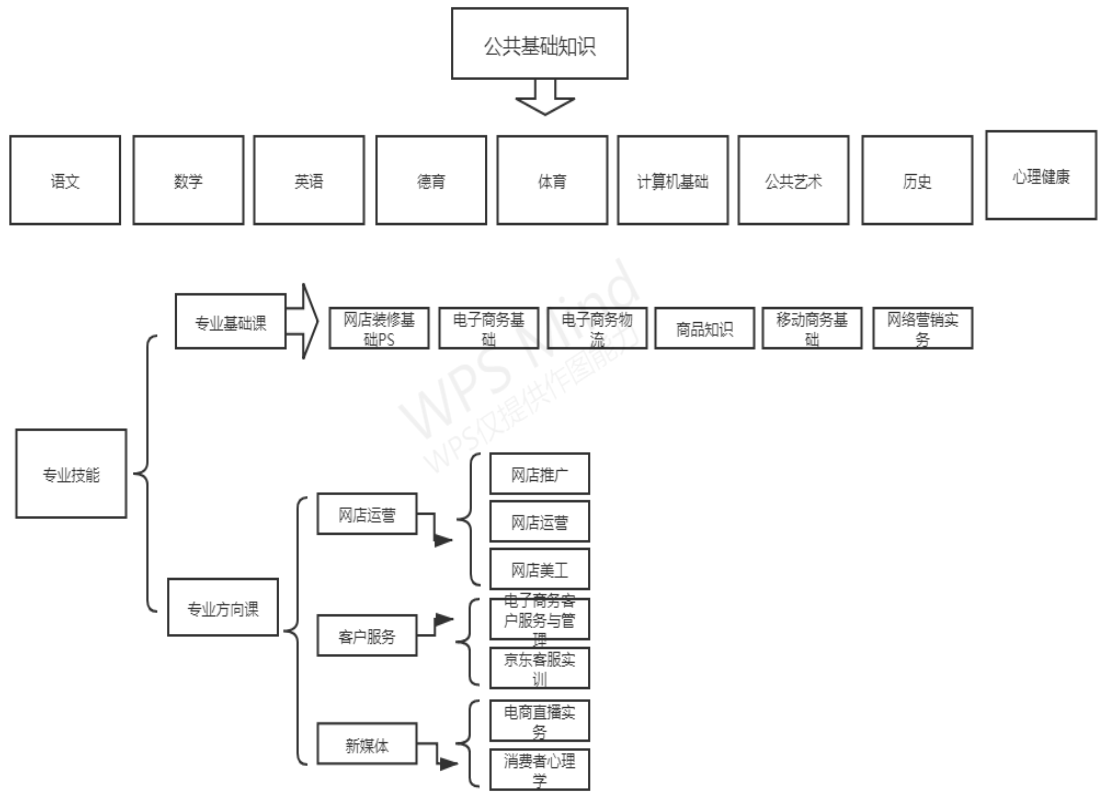 公共基础知识
语文
数学
英语
德育
体育
计算机基础
公共艺术
历史
心理健康
专业技能
专业基础课
网店装修基
础PS
电子商务基
础
电子商务物
流
商品知识
移动商务基
础
网络营销实
务
专业方向课
网店运营
网店推广
网店运营
网店美工
客户服务
电子商务客
户服务与管
理
京东客服实
训
新媒体
电商直播实
务
消费者心理
学
WPS Mind
WPS仅提供作图能力